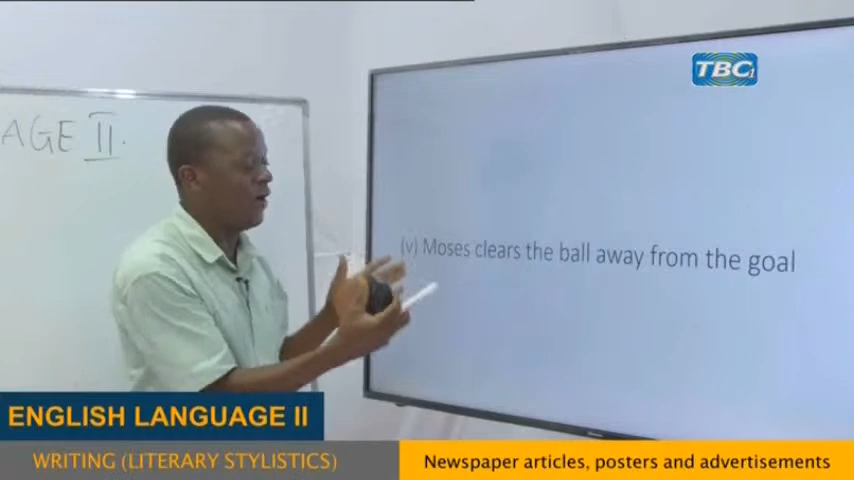 TBC1
AGE II.
(v) Moses clears the ball away from the goal
ENGLISH LANGUAGE II
WRITING (LITERARY STYLISTICS)
Newspaper articles, posters and advertisements